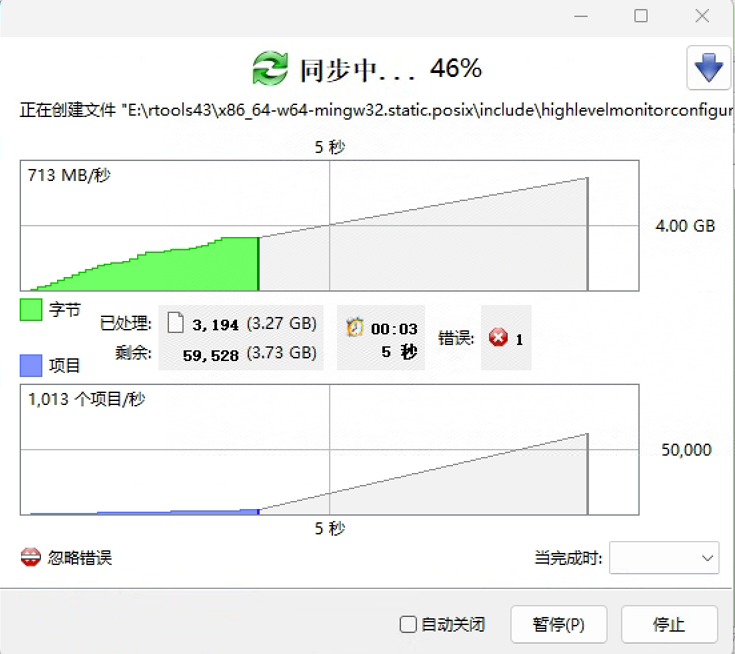 同步中... 46%
正在创建文件 "E:\rtools43\x86_64-w64-mingw32.static.posix\include\highlevelmonitorconfigur
5 秒
713 MB/秒
4.00 GB
字节
已处理: 3,194 (3.27 GB) 00:03
剩余: 59,528 (3.73 GB) 5 秒
错误: 1
项目
1,013 个项目/秒
50,000
5 秒
忽略错误 当完成时:
自动关闭 暂停(P) 停止